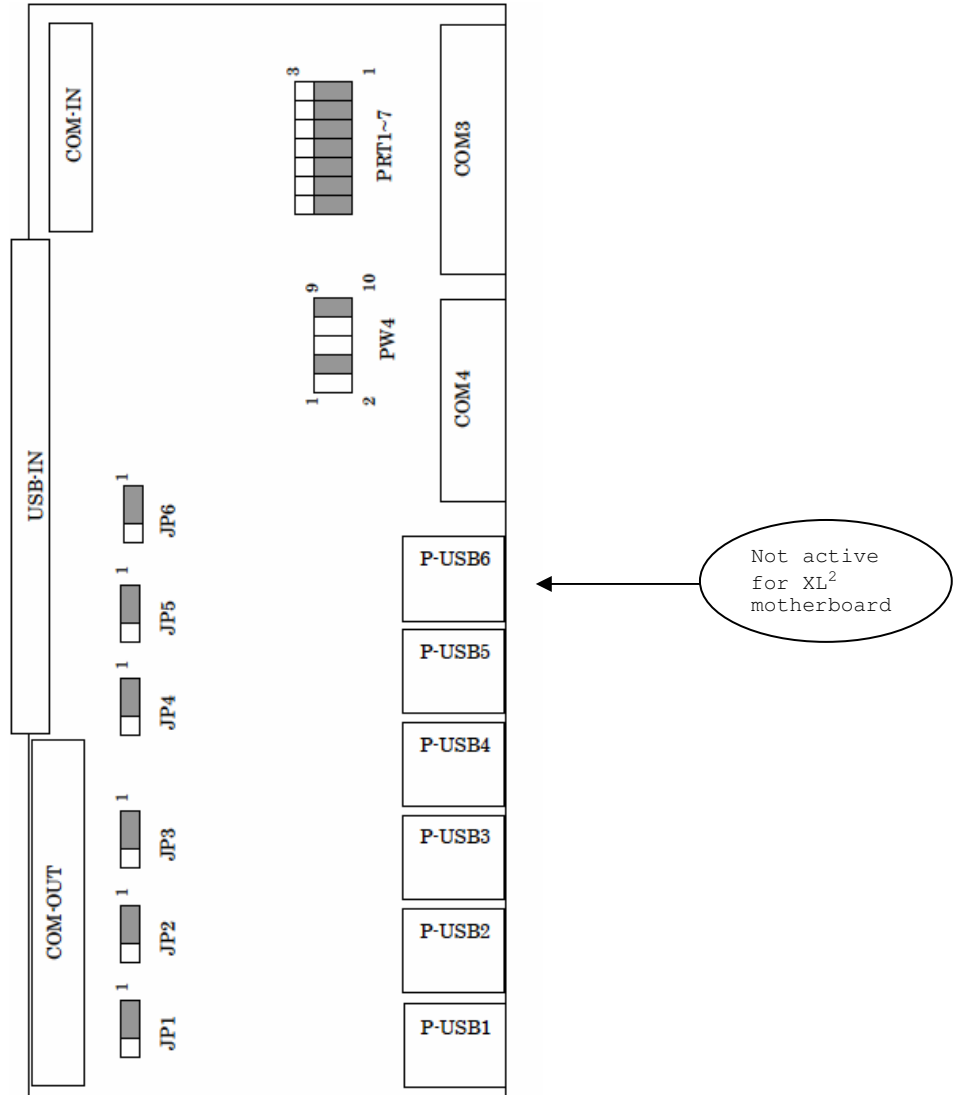 COM-IN
3
1
PRT1~7
COM3
9
10
PW4
1
2
COM4
USB-IN
1
JP6
P-USB6
Not active
for XL²
motherboard
1
JP5
P-USB5
1
JP4
P-USB4
1
JP3
P-USB3
COM-OUT
1
JP2
P-USB2
1
JP1
P-USB1